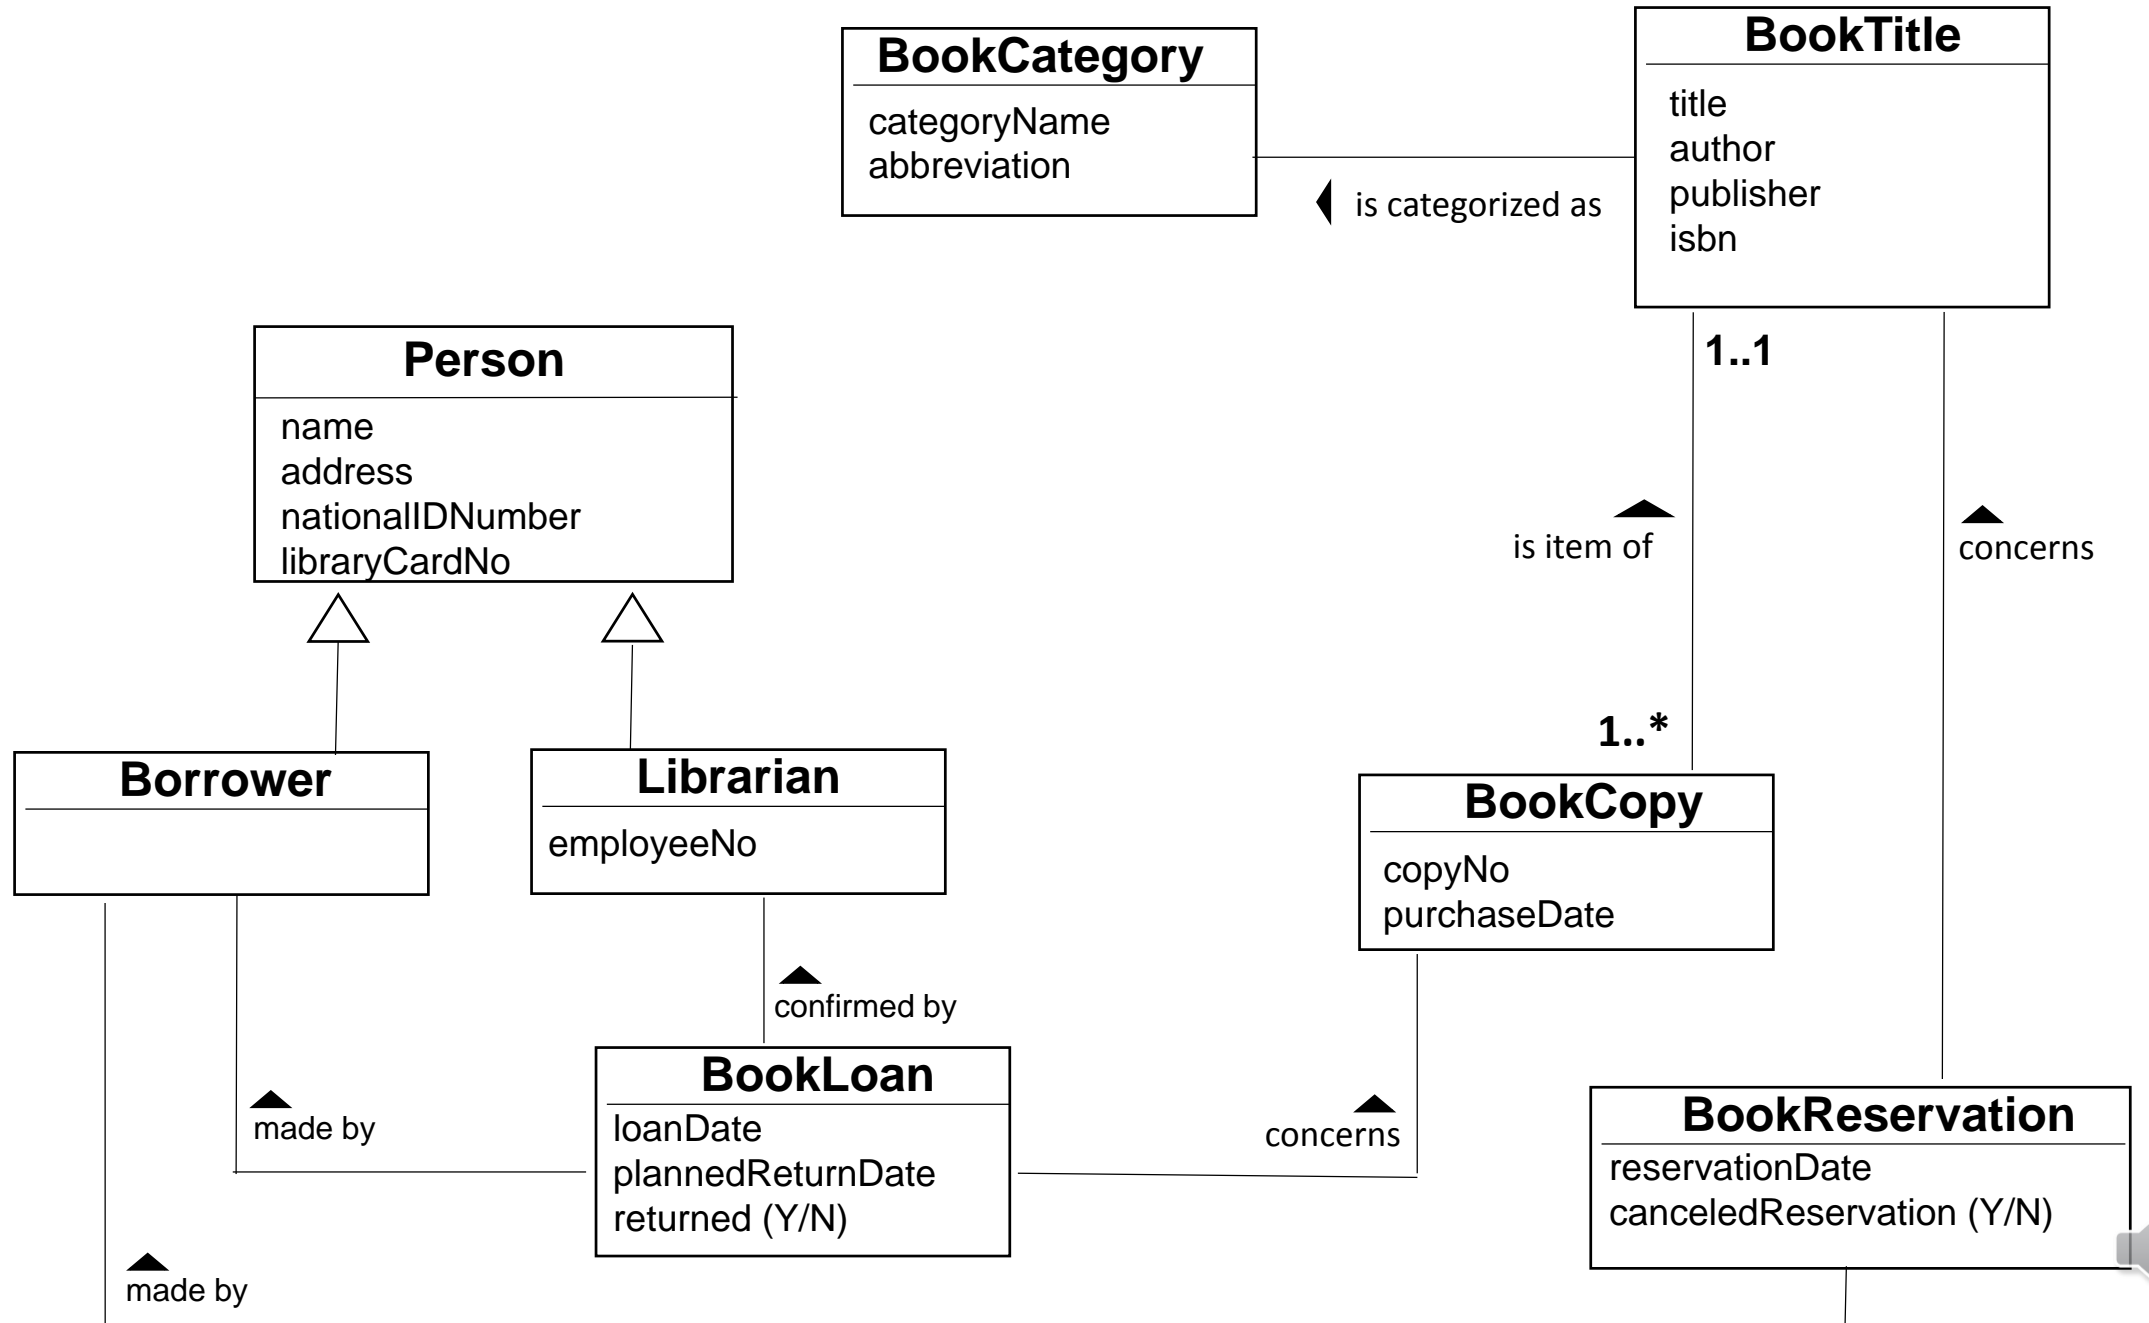 BookCategory
categoryName
abbreviation
BookTitle
title
author
publisher
isbn
is categorized as
Person
name
address
nationalIDNumber
libraryCardNo
1..1
is item of
concerns
1..*
Borrower
Librarian
employeeNo
BookCopy
copyNo
purchaseDate
confirmed by
made by
BookLoan
loanDate
plannedReturnDate
returned (Y/N)
concerns
BookReservation
reservationDate
canceledReservation (Y/N)
made by